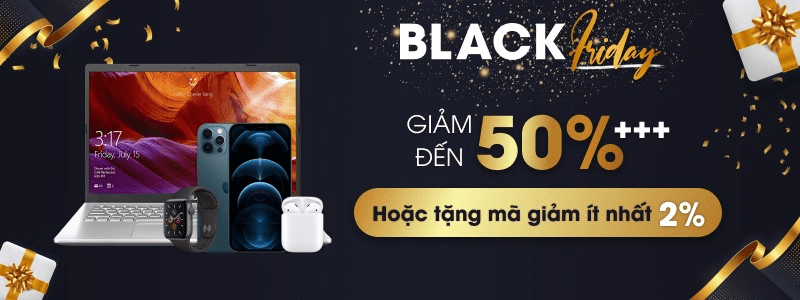 BLACK Friday
GIẢM
ĐẾN
50%+++
Hoặc tặng mã giảm ít nhất 2%
3:17
Friday, July 15